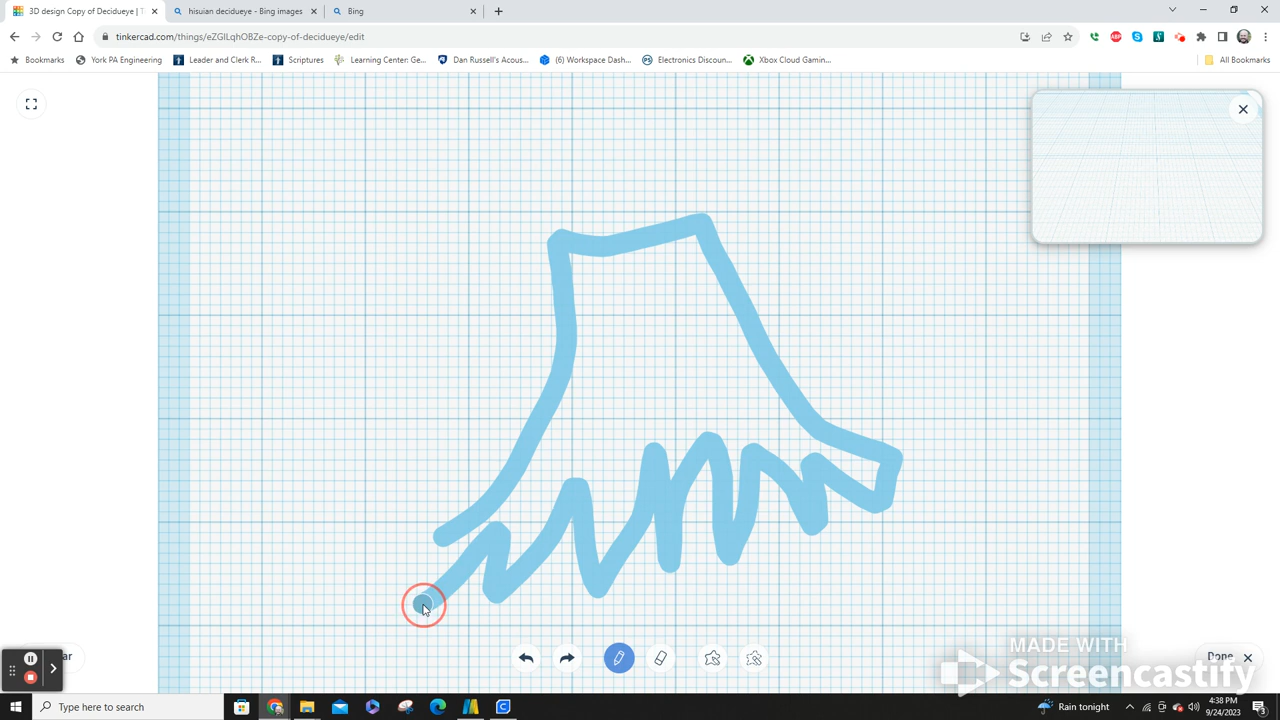 3D design Copy of Decidueye | T
hisuian decidueye - Bing images
Bing
tinkercad.com/things/eZGlLqhOBZe-copy-of-decidueye/edit
Bookmarks
York PA Engineering
Leader and Clerk R...
Scriptures
Learning Center: Ge...
Dan Russell's Acous...
(6) Workspace Dash...
Electronics Discoun...
Xbox Cloud Gamin...
All Bookmarks
ar
Done
MADE WITH
Screencastify
Type here to search
Rain tonight
4:38 PM
9/24/2023
3